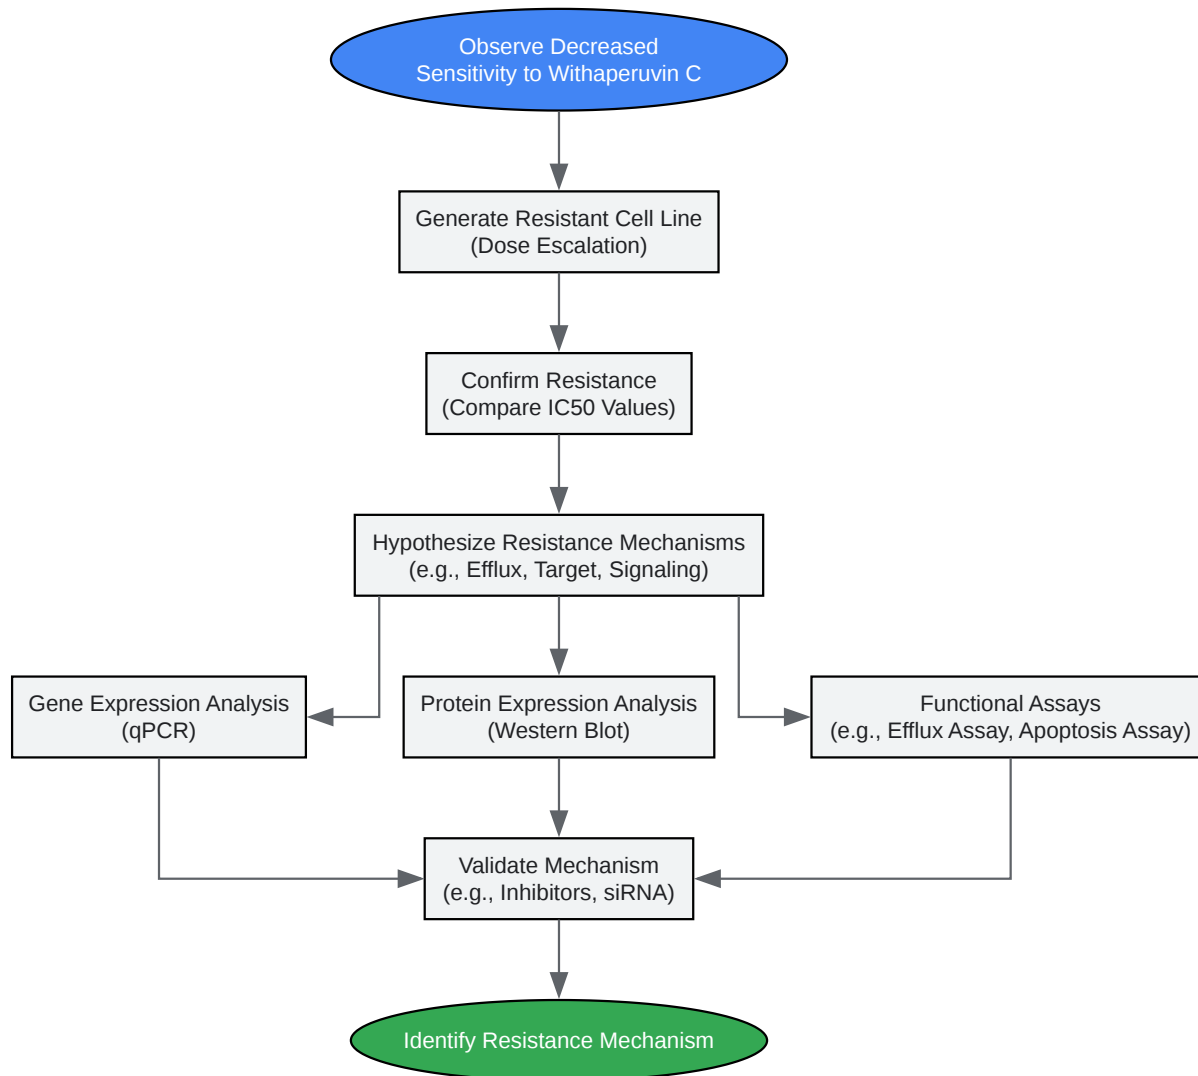 Observe Decreased
Sensitivity to Withaperuvin C
Generate Resistant Cell Line
(Dose Escalation)
Confirm Resistance
(Compare IC50 Values)
Hypothesize Resistance Mechanisms
(e.g., Efflux, Target, Signaling)
Gene Expression Analysis
(qPCR)
Protein Expression Analysis
(Western Blot)
Functional Assays
(e.g., Efflux Assay, Apoptosis Assay)
Validate Mechanism
(e.g., Inhibitors, siRNA)
Identify Resistance Mechanism